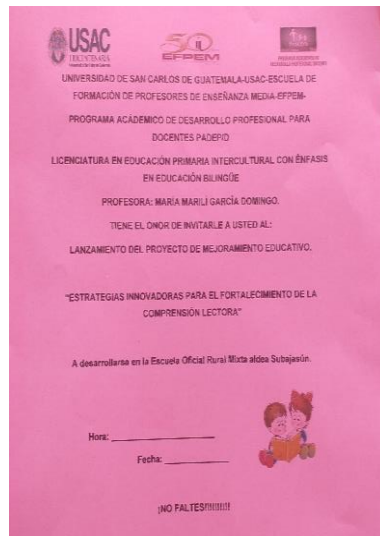 USAC
TRICENTENARIA
50
EFPEM
UNIVERSIDAD DE SAN CARLOS DE GUATEMALA-USAC-ESCUELA DE
FORMACIÓN DE PROFESORES DE ENSEÑANZA MEDIA-EFPEM-
PROGRAMA ACADÉMICO DE DESARROLLO PROFESIONAL PARA
DOCENTES PADEP/D
LICENCIATURA EN EDUCACIÓN PRIMARIA INTERCULTURAL CON ÉNFASIS
EN EDUCACIÓN BILINGÜE
PROFESORA: MARÍA MARILÍ GARCÍA DOMINGO.
TIENE EL ONOR DE INVITARLE A USTED AL:
LANZAMIENTO DEL PROYECTO DE MEJORAMIENTO EDUCATIVO.
"ESTRATEGIAS INNOVADORAS PARA EL FORTALECIMIENTO DE LA
COMPRENSIÓN LECTORA"
A desarrollarse en la Escuela Oficial Rural Mixta aldea Subajasún.
Hora:
Fecha:
¡NO FALTES!!!!!!!!!!